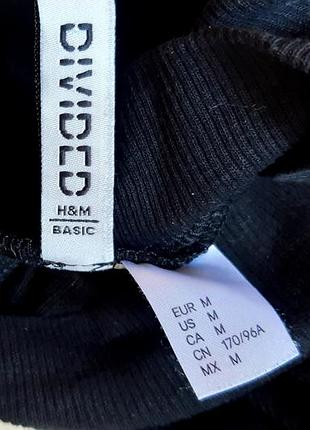 DIVIDED
H&M
BASIC
EUR M
US M
CA M
CN 170/96A
MX M